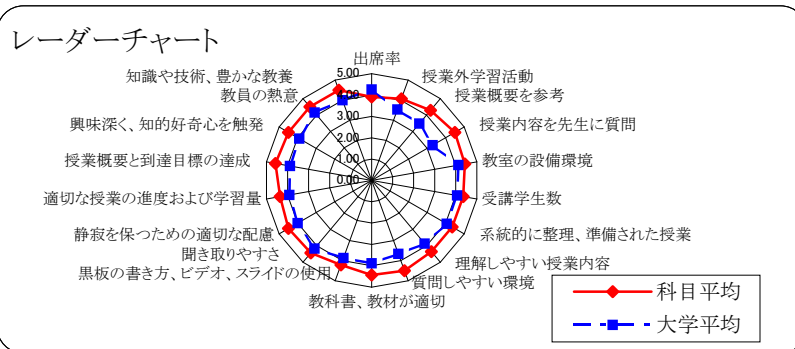 レーダーチャート
出席率
授業外学習活動
授業概要を参考
授業内容を先生に質問
教室の設備環境
受講学生数
系統的に整理、準備された授業
理解しやすい授業内容
質問しやすい環境
教科書、教材が適切
黒板の書き方、ビデオ、スライドの使用
聞き取りやすさ
静寂を保つための適切な配慮
適切な授業の進度および学習量
授業概要と到達目標の達成
興味深く、知的好奇心を触発
教員の熱意
知識や技術、豊かな教養
5.00
4.00
3.00
2.00
1.00
0.00
科目平均
大学平均